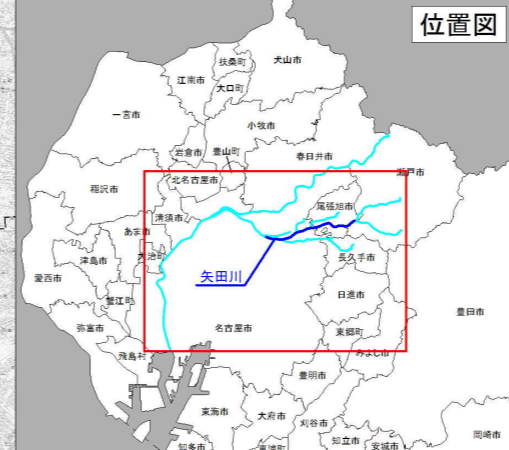 位置図
扶桑町
犬山市
江南市
大口町
一宮市
小牧市
岩倉市
豊山町
春日井市
北名古屋市
瀬戸市
稲沢市
尾張旭市
清須市
あま市
大治町
津島市
長久手市
愛西市
矢田川
蟹江町
日進市
豊田市
弥富市
名古屋市
東郷町
飛島村
みよし市
豊明市
東海市
大府市
刈谷市
知立市
岡崎市
知多市
東浦町
安城市